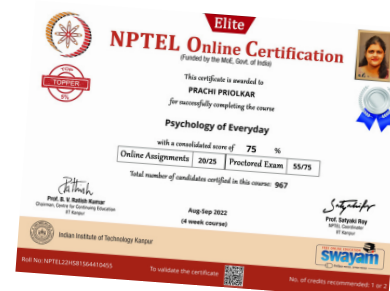 Elite
NPTEL Online Certification
(Funded by the MoE, Govt. of India)
TOPPER
5%
This certificate is awarded to
PRACHI PRIOLKAR
for successfully completing the course
Psychology of Everyday
with a consolidated score of 75 %
Online Assignments 20/25 Proctored Exam 55/75
Total number of candidates certified in this course: 967
Prof. B. V. Ratish Kumar
Chairman, Centre for Continuing Education
IIT Kanpur
Aug-Sep 2022
(4 week course)
Prof. Satyaki Roy
NPTEL Coordinator
IIT Kanpur
Indian Institute of Technology Kanpur
swayam
Roll No: NPTEL22HS81S64410455
To validate the certificate
No. of credits recommended: 1 or 2